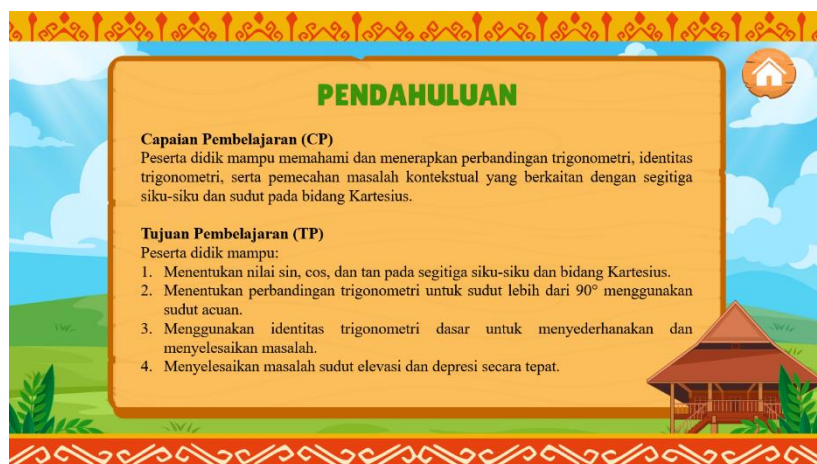 PENDAHULUAN
Capaian Pembelajaran (CP)
Peserta didik mampu memahami dan menerapkan perbandingan trigonometri, identitas
trigonometri, serta pemecahan masalah kontekstual yang berkaitan dengan segitiga
siku-siku dan sudut pada bidang Kartesius.
Tujuan Pembelajaran (TP)
Peserta didik mampu:
1. Menentukan nilai sin, cos, dan tan pada segitiga siku-siku dan bidang Kartesius.
2. Menentukan perbandingan trigonometri untuk sudut lebih dari 90° menggunakan
sudut acuan.
3. Menggunakan identitas trigonometri dasar untuk menyederhanakan dan
menyelesaikan masalah.
4. Menyelesaikan masalah sudut elevasi dan depresi secara tepat.